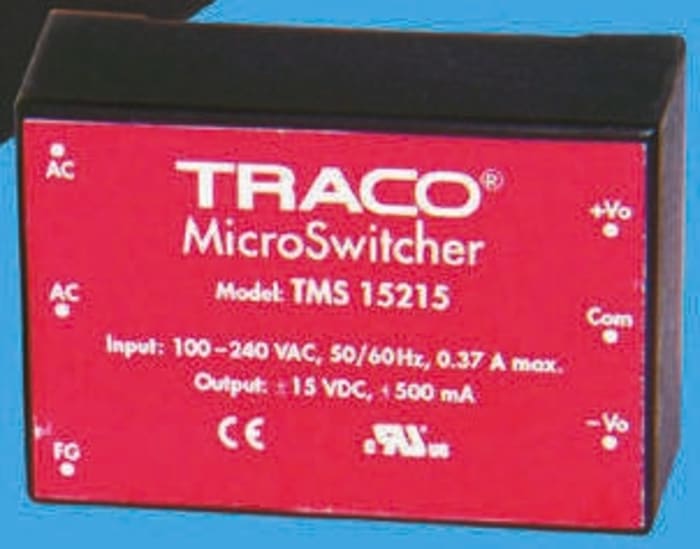 AC
TRACO®
MicroSwitcher
+Vo
Model: TMS 15215
AC
Com
Input: 100-240 VAC, 50/60Hz, 0.37 A max.
Output: ±15 VDC, 500 mA
CE
-Vo
FG